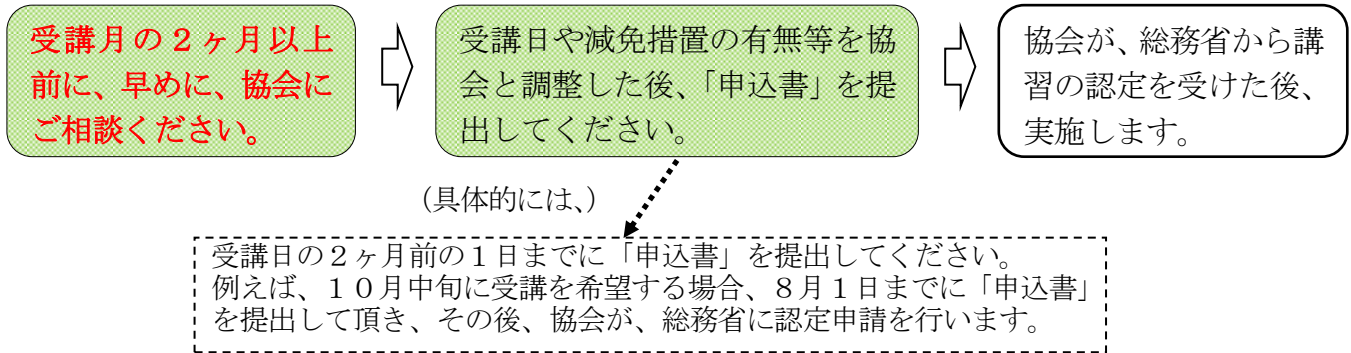 受講月の２ヶ月以上
前に、早めに、協会に
ご相談ください。
受講日や減免措置の有無等を協
会と調整した後、「申込書」を提
出してください。
協会が、総務省から講
習の認定を受けた後、
実施します。
（具体的には、）
受講日の２ヶ月前の１日までに「申込書」を提出してください。
例えば、１０月中旬に受講を希望する場合、８月１日までに「申込書」
を提出して頂き、その後、協会が、総務省に認定申請を行います。